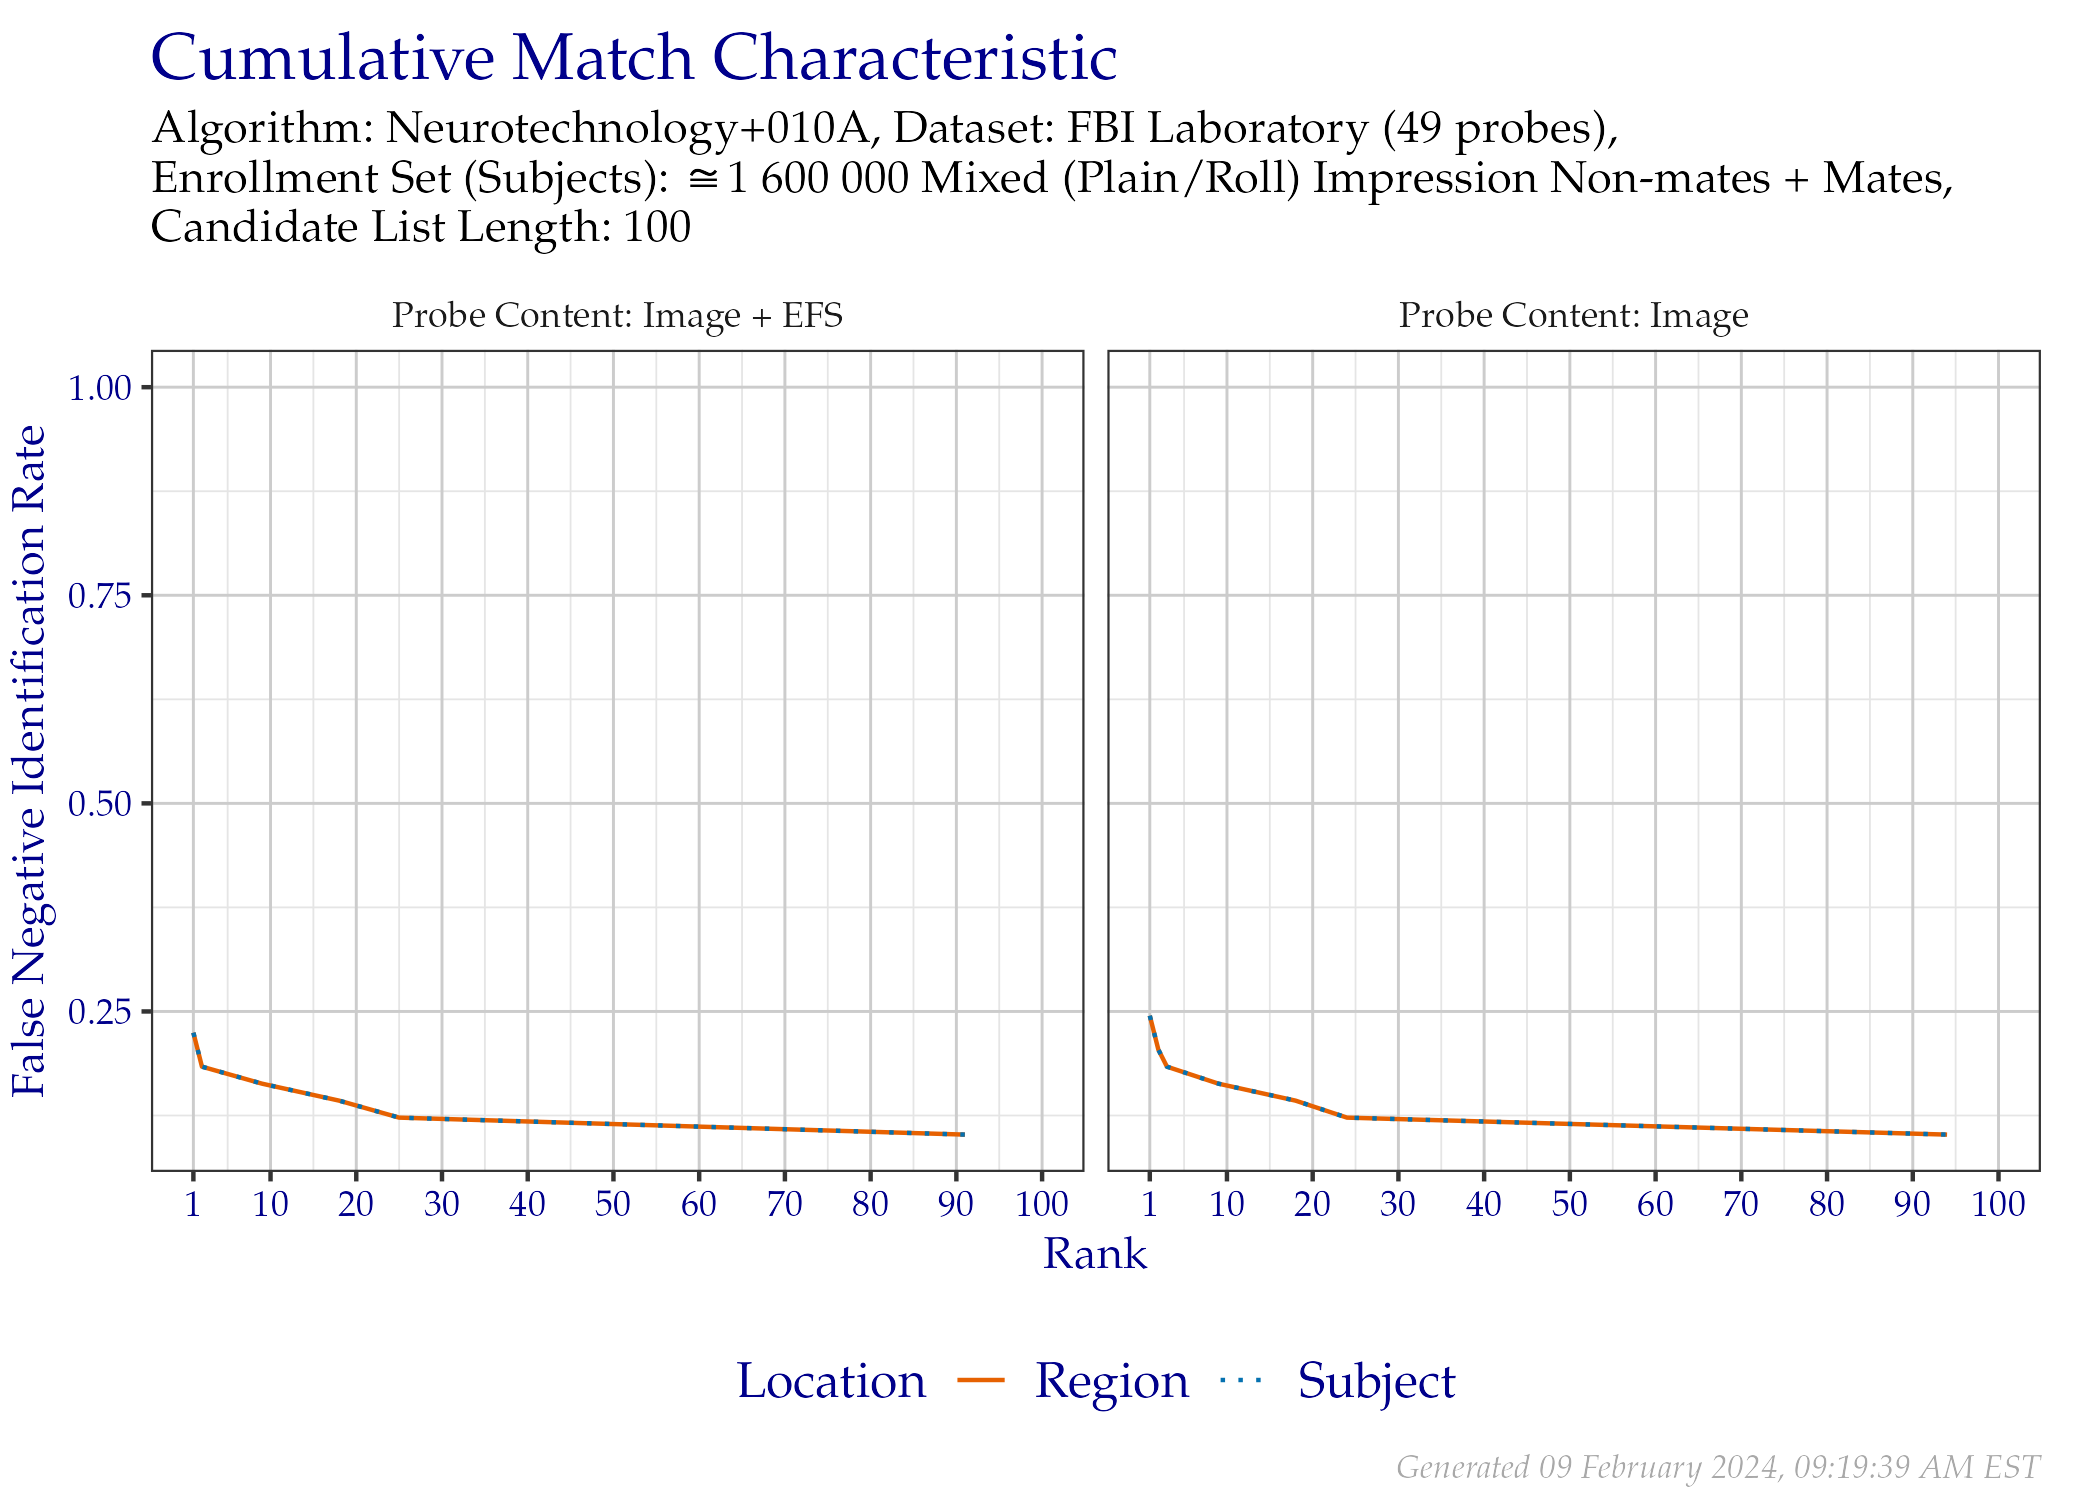 Cumulative Match Characteristic
Algorithm: Neurotechnology+010A, Dataset: FBI Laboratory (49 probes),
Enrollment Set (Subjects): ≅1 600 000 Mixed (Plain/Roll) Impression Non-mates + Mates,
Candidate List Length: 100
Probe Content: Image + EFS
Probe Content: Image
False Negative Identification Rate
1.00
0.75
0.50
0.25
1 10 20 30 40 50 60 70 80 90 100
1 10 20 30 40 50 60 70 80 90 100
Rank
Location Region Subject
Generated 09 February 2024, 09:19:39 AM EST